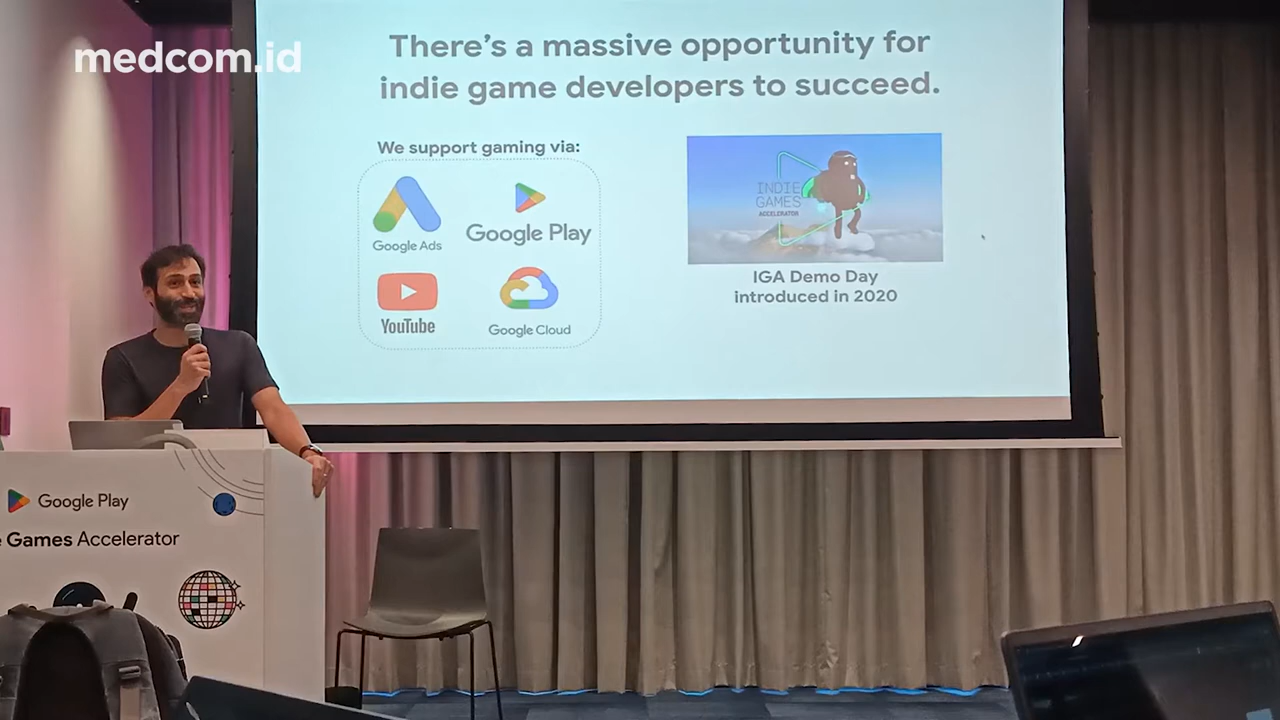 medcom.id
There's a massive opportunity for
indie game developers to succeed.
We support gaming via:
Google Ads
Google Play
YouTube
Google Cloud
INDIE
GAMES
ACCELERATOR
IGA Demo Day
introduced in 2020
Google Play
Games Accelerator